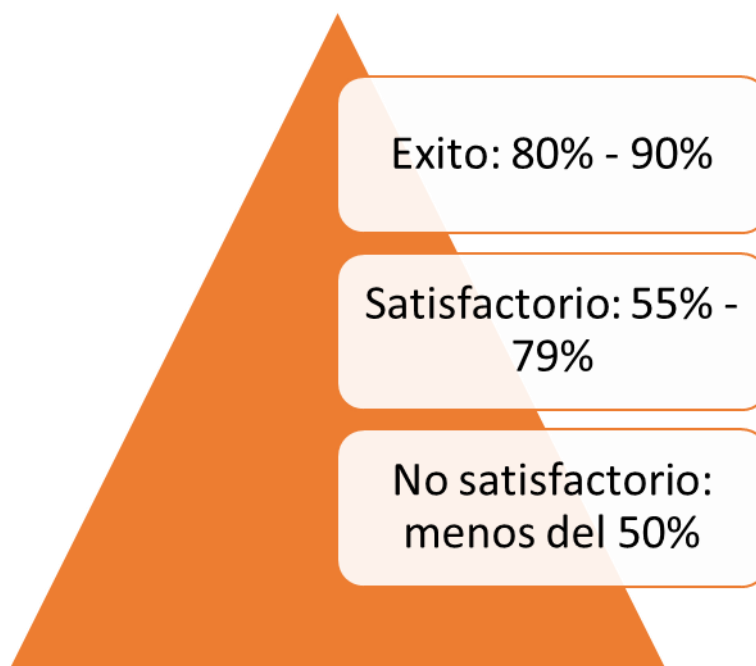 Exito: 80% - 90%
Satisfactorio: 55% -
79%
No satisfactorio:
menos del 50%